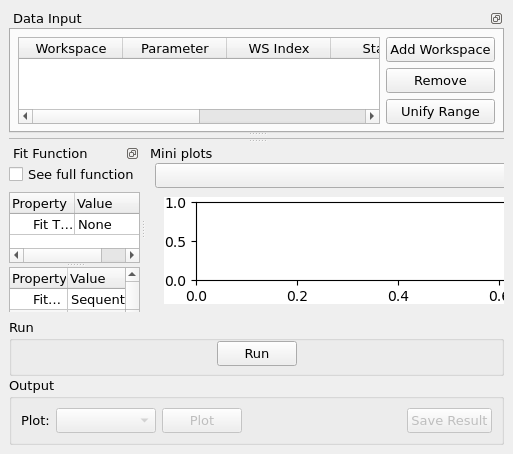 Data Input
Workspace Parameter WS Index Sta
Add Workspace
Remove
Unify Range
Fit Function
Mini plots
See full function
Property Value
Fit T... None
Property Value
Fit... Sequent
1.0
0.5
0.0
0.0 0.2 0.4 0.6
Run
Run
Output
Plot: Plot Save Result